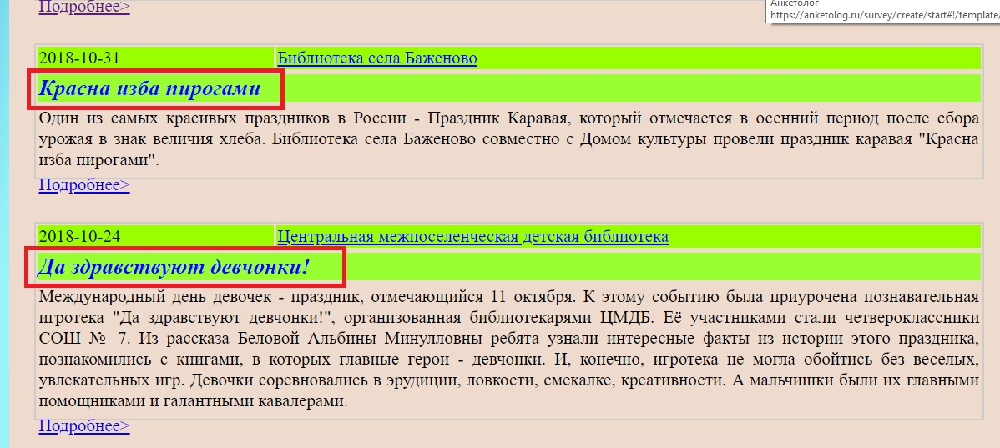 Подробнее>
Анкетолог
https://anketolog.ru/survey/create/start#!/template/
2018-10-31 Библиотека села Баженово
Красна изба пирогами
Один из самых красивых праздников в России - Праздник Каравая, который отмечается в осенний период после сбора
урожая в знак величия хлеба. Библиотека села Баженово совместно с Домом культуры провели праздник каравая "Красна
изба пирогами".
Подробнее>
2018-10-24 Центральная межпоселенческая детская библиотека
Да здравствуют девчонки!
Международный день девочек - праздник, отмечающийся 11 октября. К этому событию была приурочена познавательная
игротека "Да здравствуют девчонки!", организованная библиотекарями ЦМДБ. Её участниками стали четвероклассники
СОШ № 7. Из рассказа Беловой Альбины Минулловны ребята узнали интересные факты из истории этого праздника,
познакомились с книгами, в которых главные герои - девчонки. И, конечно, игротека не могла обойтись без веселых,
увлекательных игр. Девочки соревновались в эрудиции, ловкости, смекалке, креативности. А мальчишки были их главными
помощниками и галантными кавалерами.
Подробнее>